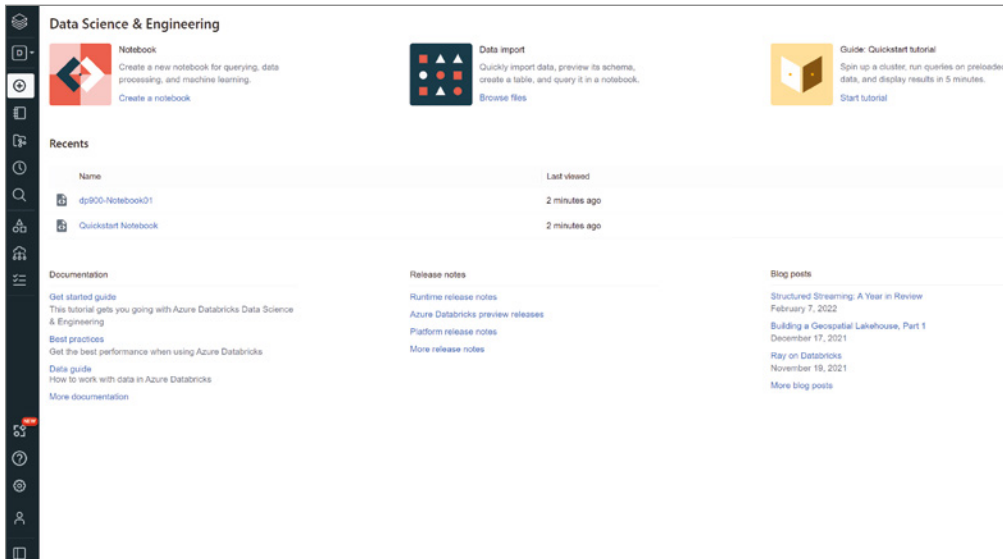 Data Science & Engineering
Notebook
Create a new notebook for querying, data
processing, and machine learning.
Create a notebook
Data import
Quickly import data, preview its schema,
create a table, and query it in a notebook.
Browse files
Guide: Quickstart tutorial
Spin up a cluster, run queries on preloaded
data, and display results in 5 minutes.
Start tutorial
D
Recents
Name
Last viewed
dp900-Notebook01
2 minutes ago
Quickstart Notebook
2 minutes ago
Documentation
Get started guide
This tutorial gets you going with Azure Databricks Data Science
& Engineering
Best practices
Get the best performance when using Azure Databricks
Data guide
How to work with data in Azure Databricks
More documentation
Release notes
Runtime release notes
Azure Databricks preview releases
Platform release notes
More release notes
Blog posts
Structured Streaming: A Year in Review
February 7, 2022
Building a Geospatial Lakehouse, Part 1
December 17, 2021
Ray on Databricks
November 19, 2021
More blog posts
NEW